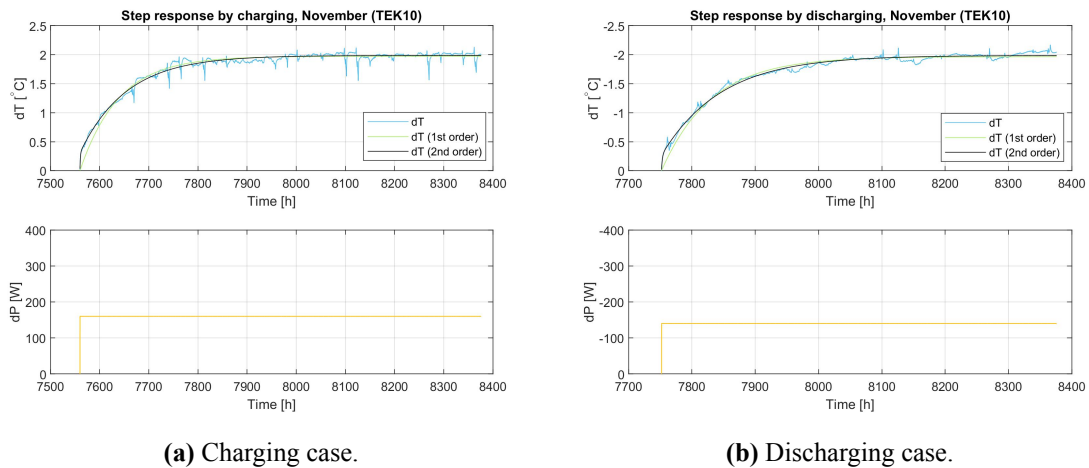 Step response by charging, November (TEK10)
2.5
2
1.5
1
0.5
0
dT [°C]
dT
dT (1st order)
dT (2nd order)
7500 7600 7700 7800 7900 8000 8100 8200 8300 8400
Time [h]
400
300
200
100
0
dP [W]
7500 7600 7700 7800 7900 8000 8100 8200 8300 8400
Time [h]
(a) Charging case.
Step response by discharging, November (TEK10)
-2.5
-2
-1.5
-1
-0.5
0
dT [°C]
dT
dT (1st order)
dT (2nd order)
7700 7800 7900 8000 8100 8200 8300 8400
Time [h]
-400
-300
-200
-100
0
dP [W]
7700 7800 7900 8000 8100 8200 8300 8400
Time [h]
(b) Discharging case.